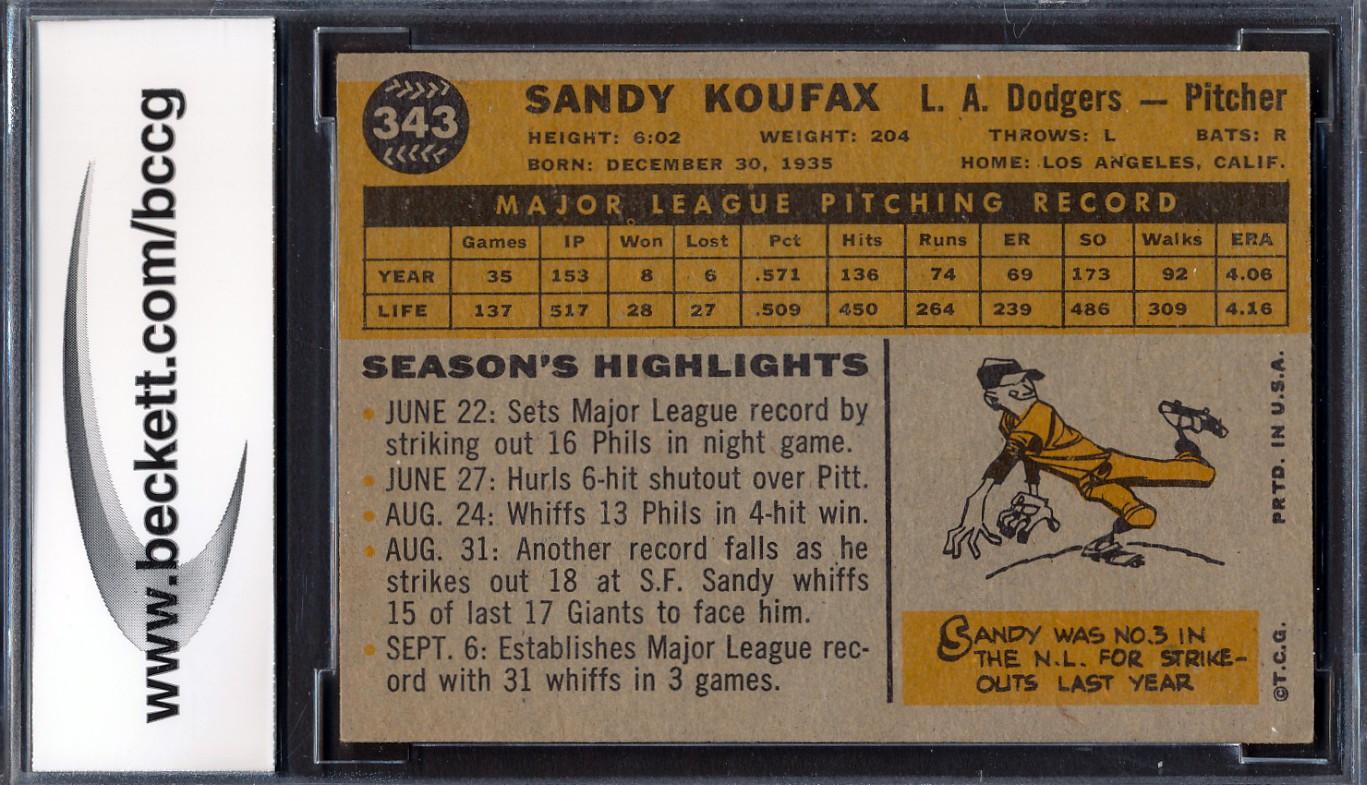 www.beckett.com/bccg
343
SANDY KOUFAX L. A. Dodgers — Pitcher
HEIGHT: 6:02 WEIGHT: 204 THROWS: L BATS: R
BORN: DECEMBER 30, 1935 HOME: LOS ANGELES, CALIF.
MAJOR LEAGUE PITCHING RECORD
Games IP Won Lost Pct Hits Runs ER SO Walks ERA
YEAR 35 153 8 6 .571 136 74 69 173 92 4.06
LIFE 137 517 28 27 .509 450 264 239 486 309 4.16
SEASON'S HIGHLIGHTS
• JUNE 22: Sets Major League record by
striking out 16 Phils in night game.
• JUNE 27: Hurls 6-hit shutout over Pitt.
• AUG. 24: Whiffs 13 Phils in 4-hit win.
• AUG. 31: Another record falls as he
strikes out 18 at S.F. Sandy whiffs
15 of last 17 Giants to face him.
• SEPT. 6: Establishes Major League rec-
ord with 31 whiffs in 3 games.
SANDY WAS NO.3 IN
THE N.L. FOR STRIKE-
OUTS LAST YEAR
©T.C.G. PRTD. IN U.S.A.